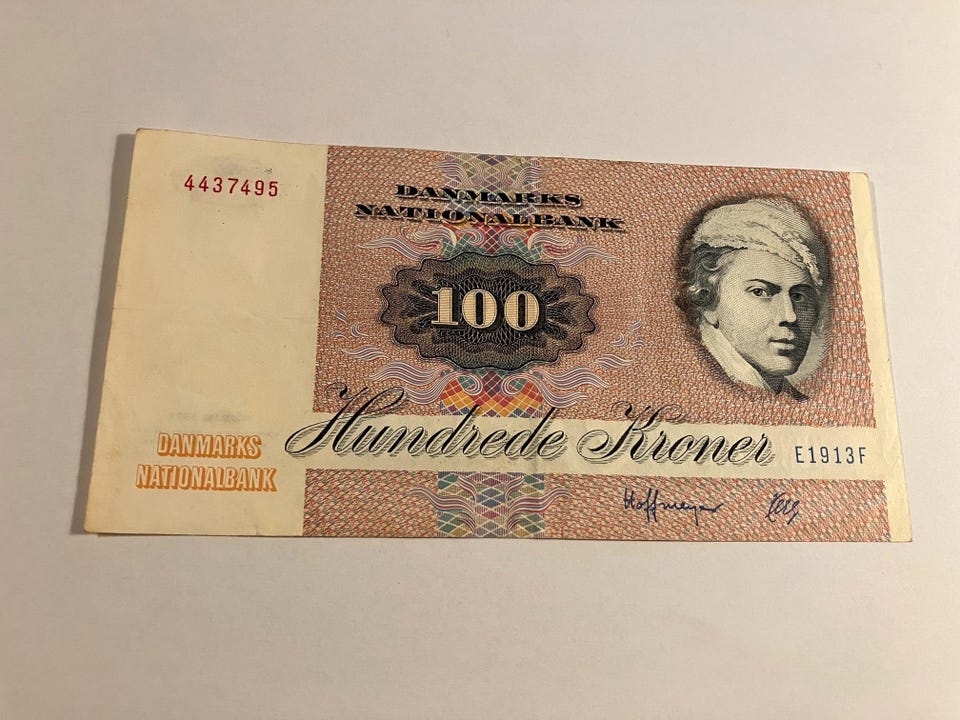 4437495
DANMARKS
NATIONALBANK
100
Hundrede Kroner
E1913F
DANMARKS
NATIONALBANK
Hoffmeyer